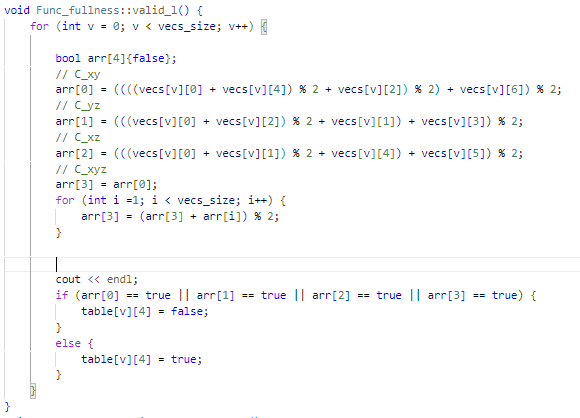 void Func_fullness::valid_l() {
for (int v = 0; v < vecs_size; v++) {
bool arr[4]{false};
// C_xy
arr[0] = ((((vecs[v][0] + vecs[v][4]) % 2 + vecs[v][2]) % 2) + vecs[v][6]) % 2;
// C_yz
arr[1] = (((vecs[v][0] + vecs[v][2]) % 2 + vecs[v][1]) + vecs[v][3]) % 2;
// C_xz
arr[2] = (((vecs[v][0] + vecs[v][1]) % 2 + vecs[v][4]) + vecs[v][5]) % 2;
// C_xyz
arr[3] = arr[0];
for (int i =1; i < vecs_size; i++) {
arr[3] = (arr[3] + arr[i]) % 2;
}
cout << endl;
if (arr[0] == true || arr[1] == true || arr[2] == true || arr[3] == true) {
table[v][4] = false;
}
else {
table[v][4] = true;
}
}
}